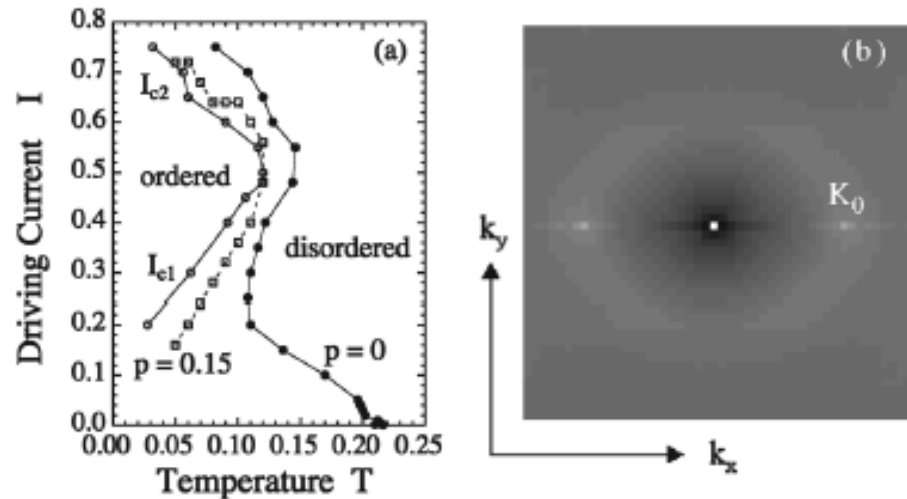 0.8
0.7
0.6
0.5
0.4
0.3
0.2
0.1
0.0
0.00 0.05 0.10 0.15 0.20 0.25
Driving Current I
Temperature T
(a)
I_c2
ordered
I_c1
disordered
p = 0.15
p = 0
(b)
K_0
k_y
k_x